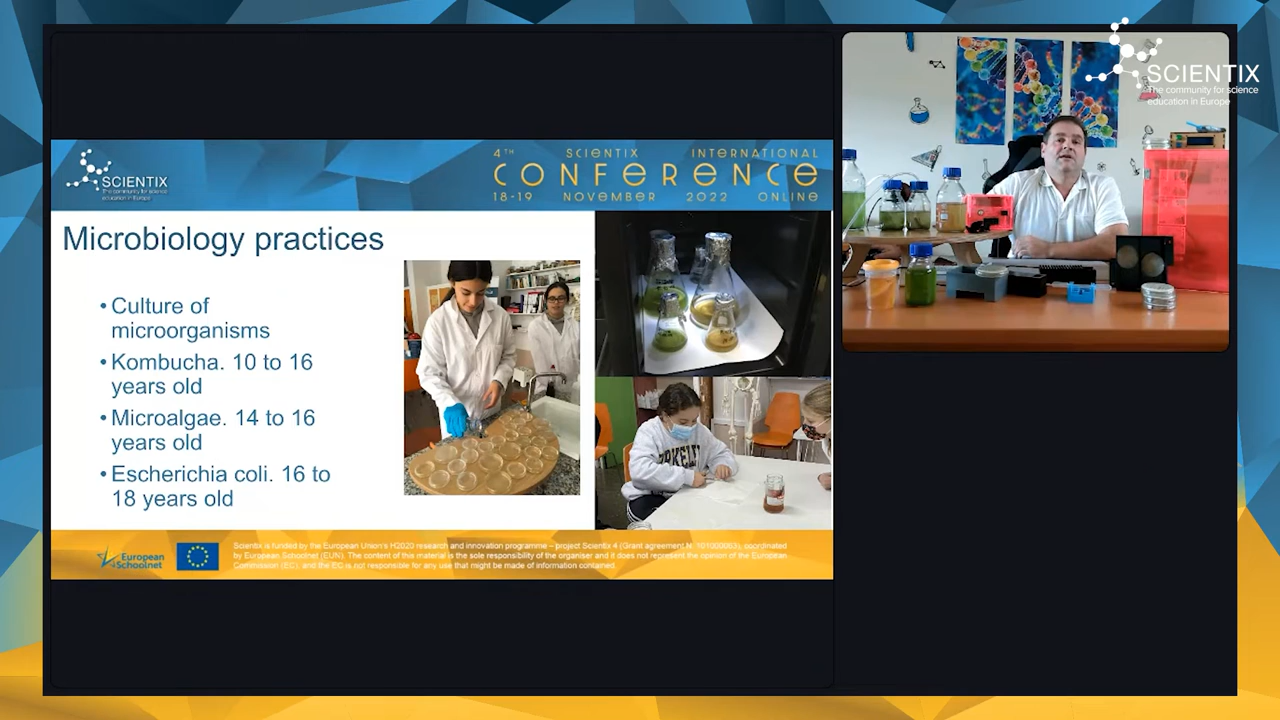 SCIENTIX
The community for science
education in Europe
SCIENTIX
The community for science
education in Europe
4TH SCIENTIX INTERNATIONAL
CONFERENCE
18-19 NOVEMBER 2022 ONLINE
Microbiology practices
• Culture of
microorganisms
• Kombucha. 10 to 16
years old
• Microalgae. 14 to 16
years old
• Escherichia coli. 16 to
18 years old
BERKELEY
European
Schoolnet
Scientix is funded by the European Union's H2020 research and innovation programme – project Scientix 4 (Grant agreement N. 101000063), coordinated
by European Schoolnet (EUN). The content of this material is the sole responsibility of the organiser and it does not represent the opinion of the European
Commission (EC), and the EC is not responsible for any use that might be made of information contained.